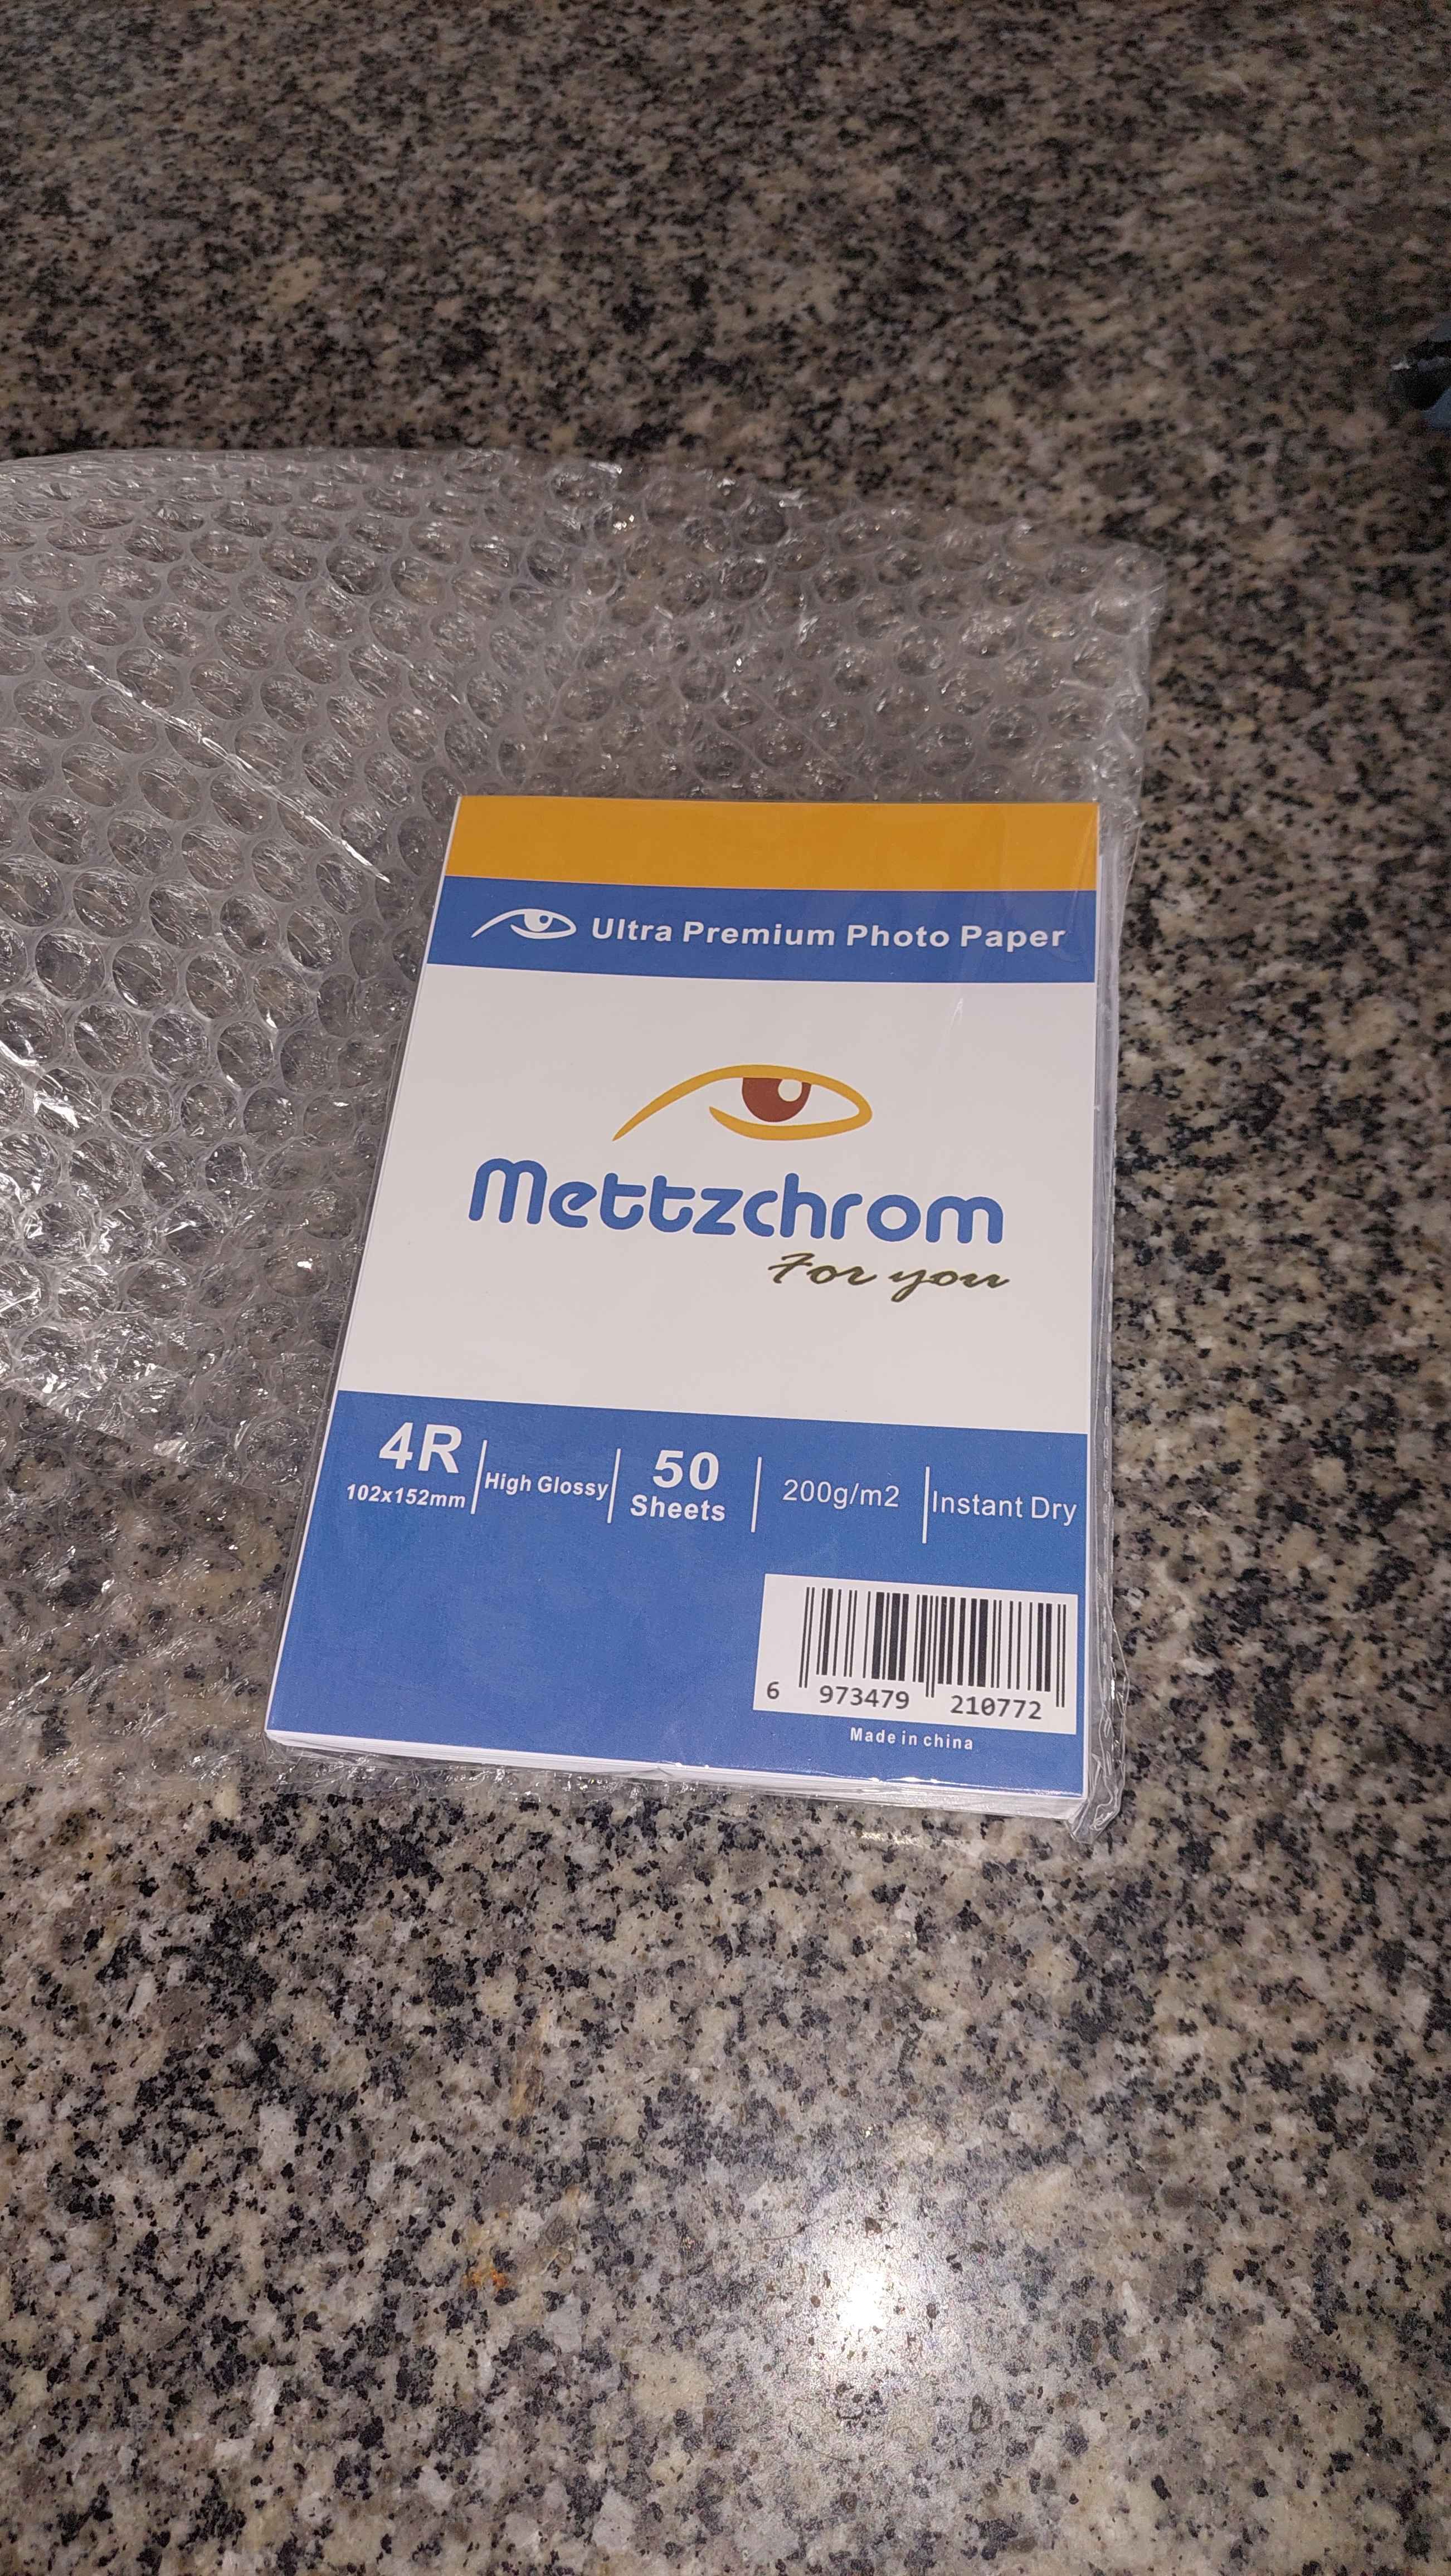 Ultra Premium Photo Paper
Mettzchrom
For you
4R
102x152mm
High Glossy
50
Sheets
200g/m2
Instant Dry
6 973479 210772
Made in china